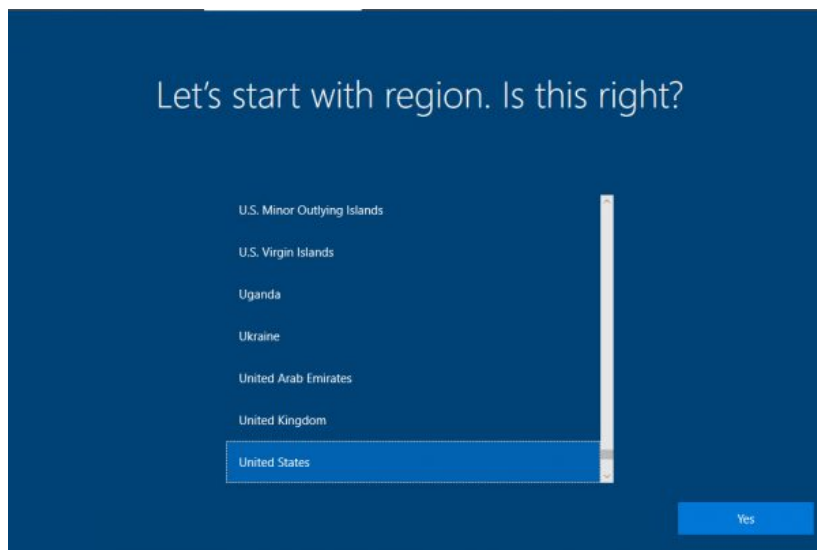 Let's start with region. Is this right?
U.S. Minor Outlying Islands
U.S. Virgin Islands
Uganda
Ukraine
United Arab Emirates
United Kingdom
United States
Yes